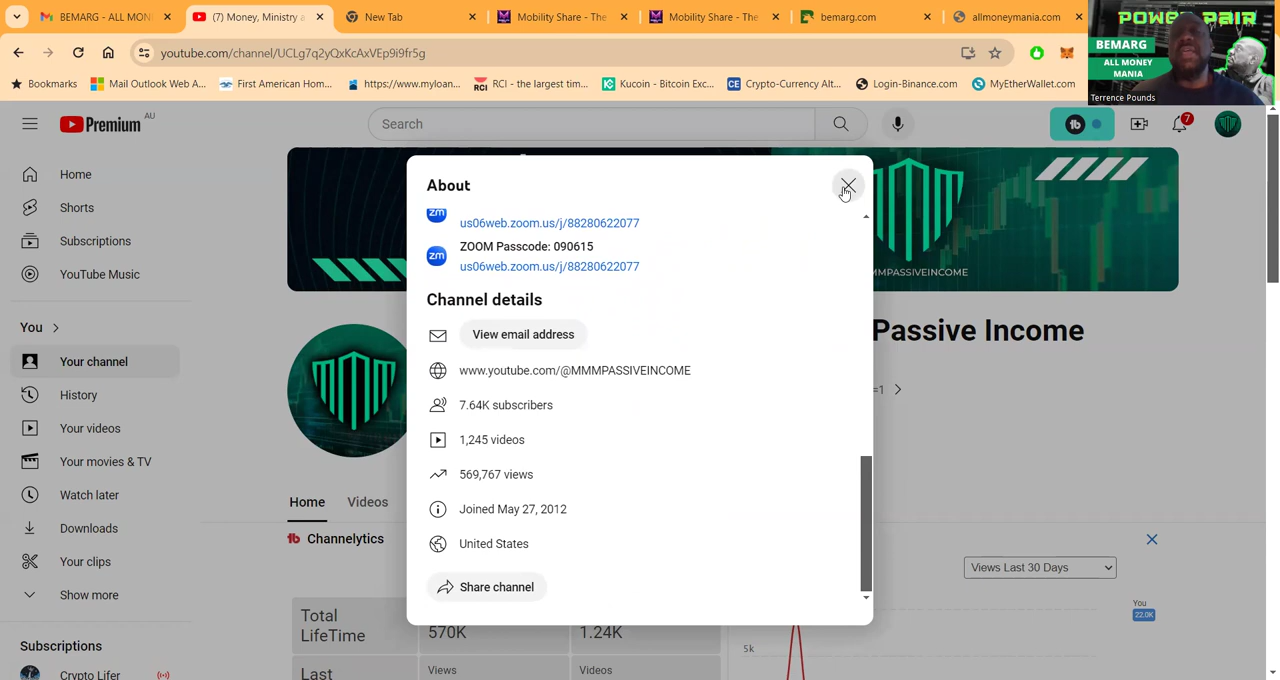 BEMARG - ALL MON
(7) Money, Ministry a
New Tab
Mobility Share - The
Mobility Share - The
bemarg.com
allmoneymania.com
youtube.com/channel/UCLg7q2yQxKcAxVEp9i9fr5g
POWER PAIR
BEMARG
ALL MONEY
MANIA
Terrence Pounds
Bookmarks
Mail Outlook Web A...
First American Hom...
https://www.myloan...
RCI - the largest tim...
Kucoin - Bitcoin Exc...
Crypto-Currency Alt...
Login-Binance.com
MyEtherWallet.com
Premium AU
Search
7
Home
Shorts
Subscriptions
YouTube Music
You
Your channel
History
Your videos
Your movies & TV
Watch later
Downloads
Your clips
Show more
Subscriptions
Crypto Lifer
About
us06web.zoom.us/j/88280622077
ZOOM Passcode: 090615
us06web.zoom.us/j/88280622077
Channel details
View email address
www.youtube.com/@MMMPASSIVEINCOME
7.64K subscribers
1,245 videos
569,767 views
Joined May 27, 2012
United States
Share channel
MMPASSIVEINCOME
Passive Income
=1
Home
Videos
Channelytics
Views Last 30 Days
Total
LifeTime
570K
1.24K
Last
Views
Videos
5k
You
22.0K